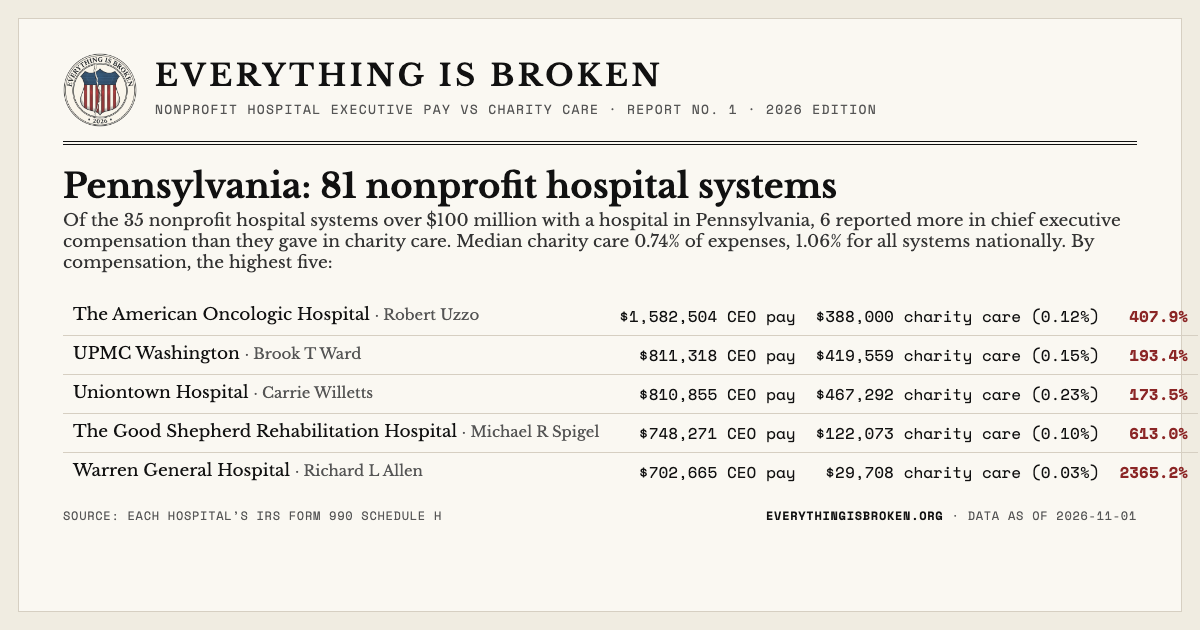 EVERYTHING IS BROKEN
· 2026 ·
EVERYTHING IS BROKEN
NONPROFIT HOSPITAL EXECUTIVE PAY VS CHARITY CARE · REPORT NO. 1 · 2026 EDITION
Pennsylvania: 81 nonprofit hospital systems
Of the 35 nonprofit hospital systems over $100 million with a hospital in Pennsylvania, 6 reported more in chief executive
compensation than they gave in charity care. Median charity care 0.74% of expenses, 1.06% for all systems nationally. By
compensation, the highest five:
The American Oncologic Hospital · Robert Uzzo $1,582,504 CEO pay $388,000 charity care (0.12%) 407.9%
UPMC Washington · Brook T Ward $811,318 CEO pay $419,559 charity care (0.15%) 193.4%
Uniontown Hospital · Carrie Willetts $810,855 CEO pay $467,292 charity care (0.23%) 173.5%
The Good Shepherd Rehabilitation Hospital · Michael R Spigel $748,271 CEO pay $122,073 charity care (0.10%) 613.0%
Warren General Hospital · Richard L Allen $702,665 CEO pay $29,708 charity care (0.03%) 2365.2%
SOURCE: EACH HOSPITAL'S IRS FORM 990 SCHEDULE H EVERYTHINGISBROKEN.ORG · DATA AS OF 2026-11-01